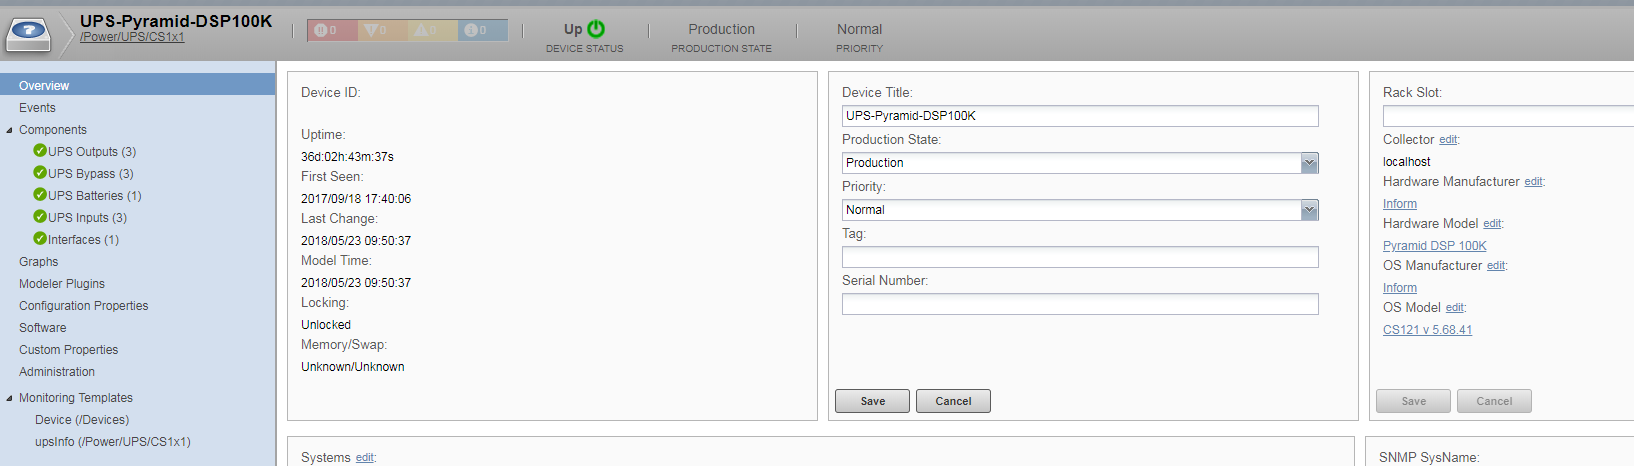 UPS-Pyramid-DSP100K
/Power/UPS/CS1x1
0 0 0 0
Up
DEVICE STATUS
Production
PRODUCTION STATE
Normal
PRIORITY
Overview
Events
Components
UPS Outputs (3)
UPS Bypass (3)
UPS Batteries (1)
UPS Inputs (3)
Interfaces (1)
Graphs
Modeler Plugins
Configuration Properties
Software
Custom Properties
Administration
Monitoring Templates
Device (/Devices)
upsInfo (/Power/UPS/CS1x1)
Device ID:
Uptime:
36d:02h:43m:37s
First Seen:
2017/09/18 17:40:06
Last Change:
2018/05/23 09:50:37
Model Time:
2018/05/23 09:50:37
Locking:
Unlocked
Memory/Swap:
Unknown/Unknown
Device Title:
UPS-Pyramid-DSP100K
Production State:
Production
Priority:
Normal
Tag:
Serial Number:
Save Cancel
Rack Slot:
Collector edit:
localhost
Hardware Manufacturer edit:
Inform
Hardware Model edit:
Pyramid DSP 100K
OS Manufacturer edit:
Inform
OS Model edit:
CS121 v 5.68.41
Save Cancel
Systems edit:
SNMP SysName: